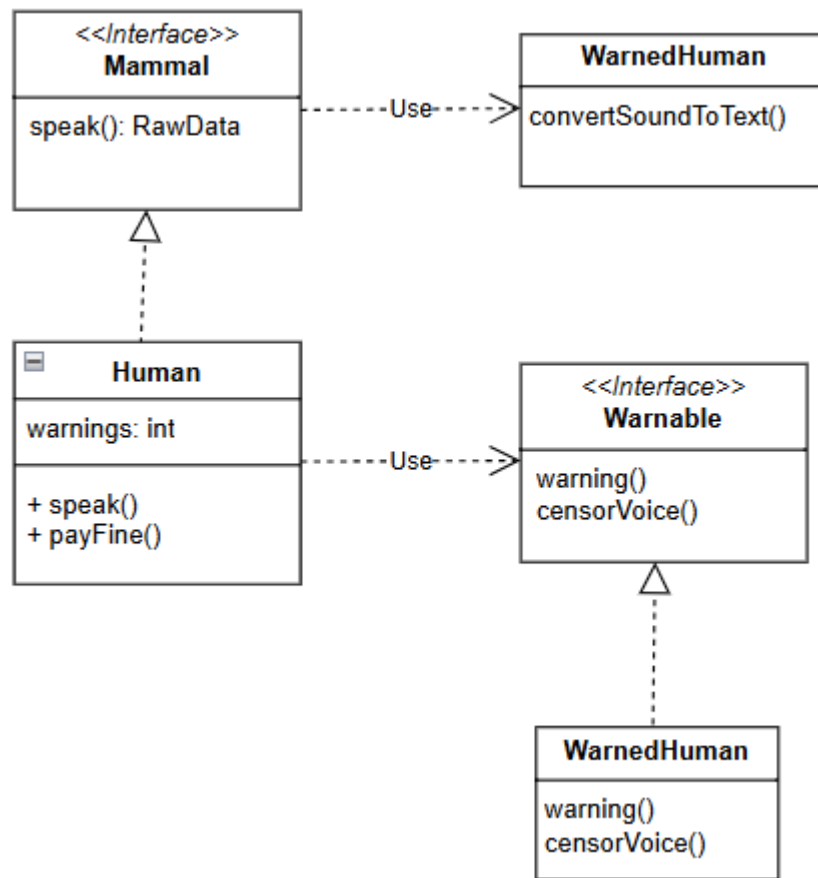 <<Interface>>
Mammal
speak(): RawData
Use
WarnedHuman
convertSoundToText()
Human
warnings: int
+ speak()
+ payFine()
Use
<<Interface>>
Warnable
warning()
censorVoice()
WarnedHuman
warning()
censorVoice()